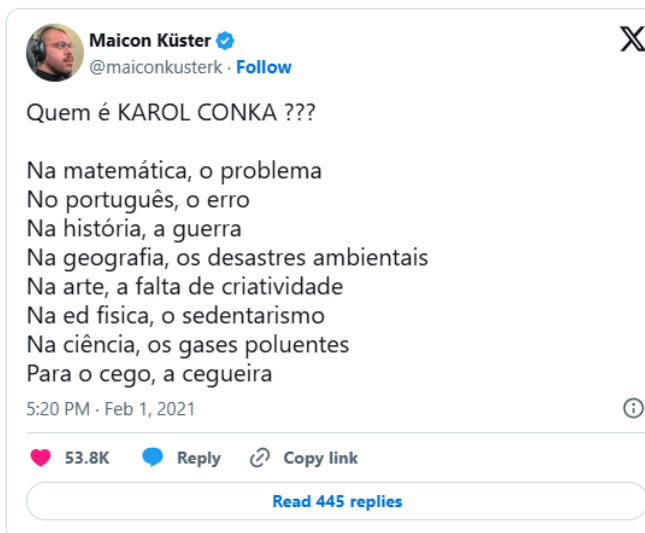 Maicon Küster
@maiconkusterk · Follow
Quem é KAROL CONKA ???
Na matemática, o problema
No português, o erro
Na história, a guerra
Na geografia, os desastres ambientais
Na arte, a falta de criatividade
Na ed fisica, o sedentarismo
Na ciência, os gases poluentes
Para o cego, a cegueira
5:20 PM · Feb 1, 2021
53.8K Reply Copy link
Read 445 replies